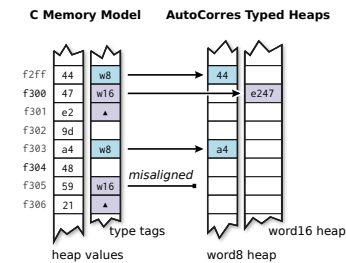 C Memory Model AutoCorres Typed Heaps
f2ff 44 w8 44
f300 47 w16 e247
f301 e2 ▲
f302 9d
f303 a4 w8 a4
f304 48
misaligned
f305 59 w16
f306 21 ▲
type tags word16 heap
heap values word8 heap